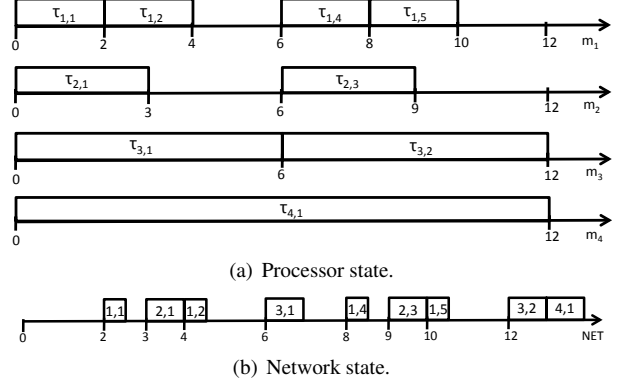 τ1,1 τ1,2 τ1,4 τ1,5
0 2 4 6 8 10 12 m1
τ2,1 τ2,3
0 3 6 9 12 m2
τ3,1 τ3,2
0 6 12 m3
τ4,1
0 12 m4
(a) Processor state.
1,1 2,1 1,2 3,1 1,4 2,3 1,5 3,2 4,1
0 2 3 4 6 8 9 10 12 NET
(b) Network state.